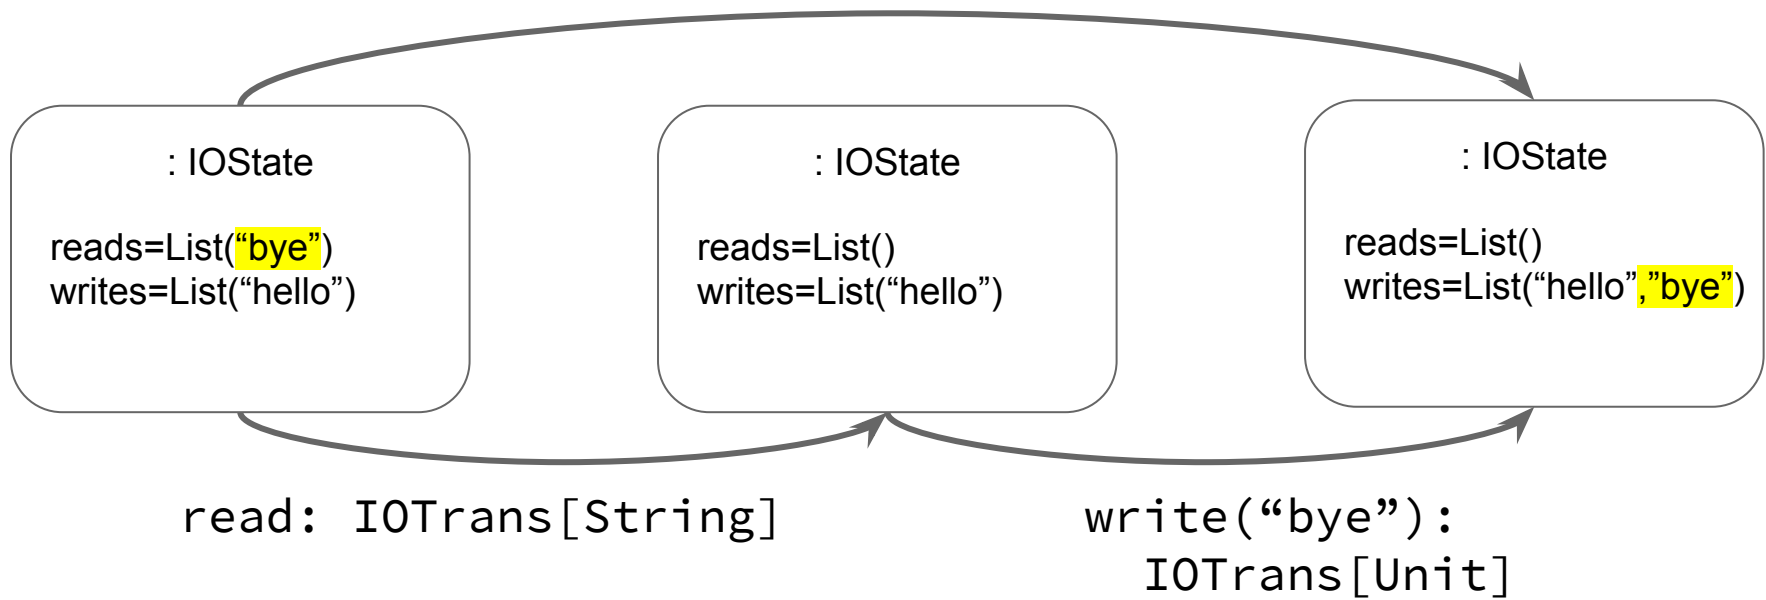 : IOState
reads=List(“bye”)
writes=List(“hello”)
: IOState
reads=List()
writes=List(“hello”)
: IOState
reads=List()
writes=List(“hello”,”bye”)
read: IOTrans[String]
write(“bye”):
IOTrans[Unit]